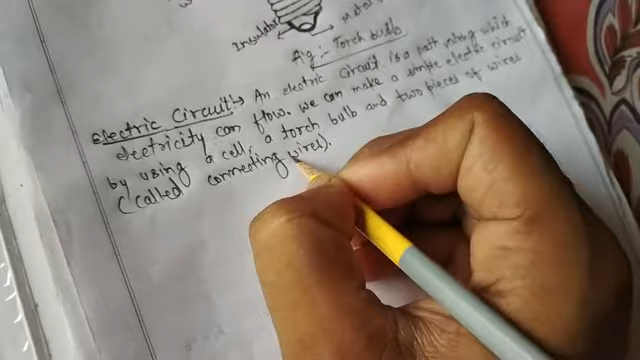 Insulator
Fig:- Torch bulb
Electric Circuit → An electric circuit is a path along which
electricity can flow. we can make a simple electric circuit
by using a cell, a torch bulb and two pieces of wires
(called connecting wires).